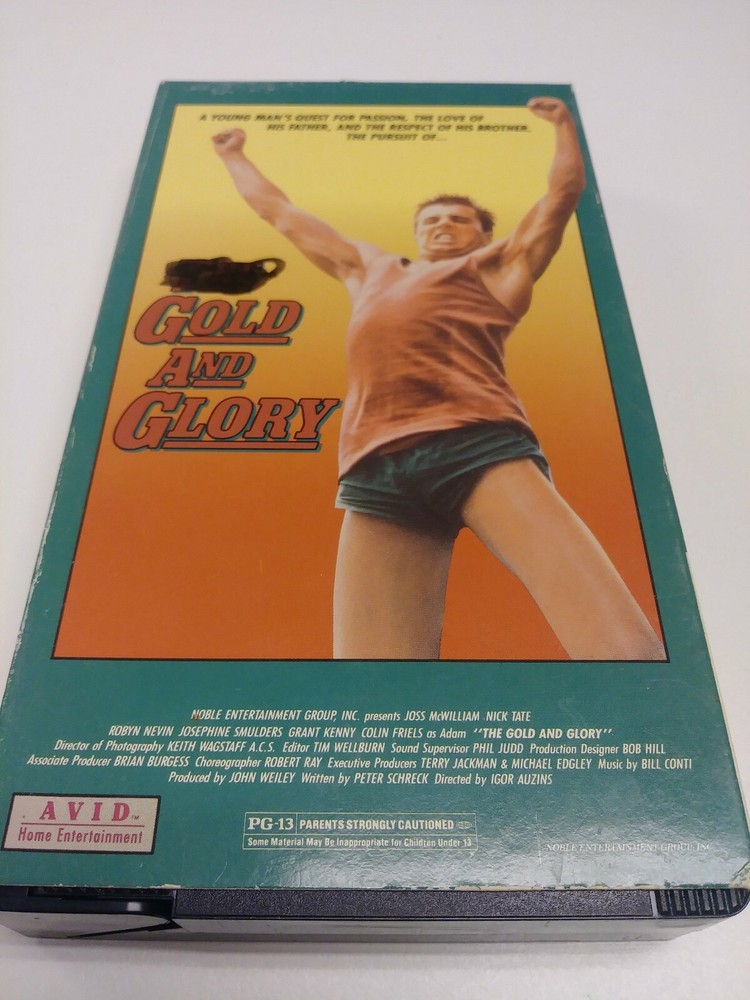 A YOUNG MAN'S QUEST FOR PASSION, THE LOVE OF
HIS FATHER, AND THE RESPECT OF HIS BROTHER,
THE PURSUIT OF...
GOLD
AND
GLORY
NOBLE ENTERTAINMENT GROUP, INC. presents JOSS McWILLIAM NICK TATE
ROBYN NEVIN JOSEPHINE SMULDERS GRANT KENNY COLIN FRIELS as Adam "THE GOLD AND GLORY"
Director of Photography KEITH WAGSTAFF A.C.S. Editor TIM WELLBURN Sound Supervisor PHIL JUDD Production Designer BOB HILL
Associate Producer BRIAN BURGESS Choreographer ROBERT RAY Executive Producers TERRY JACKMAN & MICHAEL EDGLEY Music by BILL CONTI
Produced by JOHN WEILEY Written by PETER SCHRECK Directed by IGOR AUZINS
AVID™
Home Entertainment
PG-13 PARENTS STRONGLY CAUTIONED
Some Material May Be Inappropriate for Children Under 13
NOBLE ENTERTAINMENT GROUP, INC.